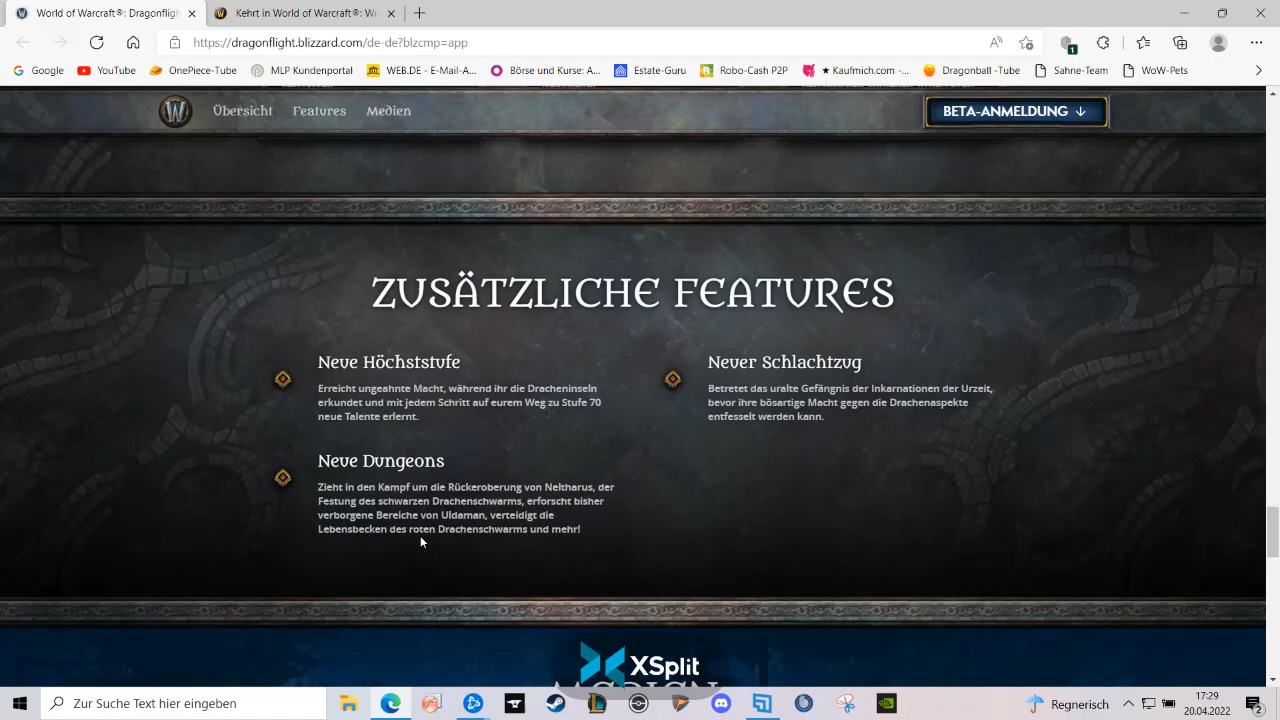 World of Warcraft: Dragonflight
Kehrt in World of Warcraft®: Wr
https://dragonflight.blizzard.com/de-de?blzcmp=app
1
Google YouTube OnePiece-Tutorial MLP Kundenportal WEB.DE - E-Mail-A... Börse und Kurse: A... Estate-Guru Robo-Cash P2P ★ Kaufmich.com -... Dragonball -Tube Sahne-Team WoW-Pets
Übersicht Features Medien BETA-ANMELDUNG ↓
ZUSÄTZLICHE FEATURES
Neue Höchststufe
Erreicht ungeahnte Macht, während ihr die Dracheninseln
erkundet und mit jedem Schritt auf eurem Weg zu Stufe 70
neue Talente erlernt.
Neuer Schlachtzug
Betretet das uralte Gefängnis der Inkarnationen der Urzeit,
bevor ihre bösartige Macht gegen die Drachenaspekte
entfesselt werden kann.
Neue Dungeons
Zieht in den Kampf um die Rückeroberung von Neltharus, der
Festung des schwarzen Drachenschwarms, erforscht bisher
verborgene Bereiche von Uldaman, verteidigt die
Lebensbecken des roten Drachenschwarms und mehr!
XSplit
Zur Suche Text hier eingeben
Regnerisch
17:29
20.04.2022
2